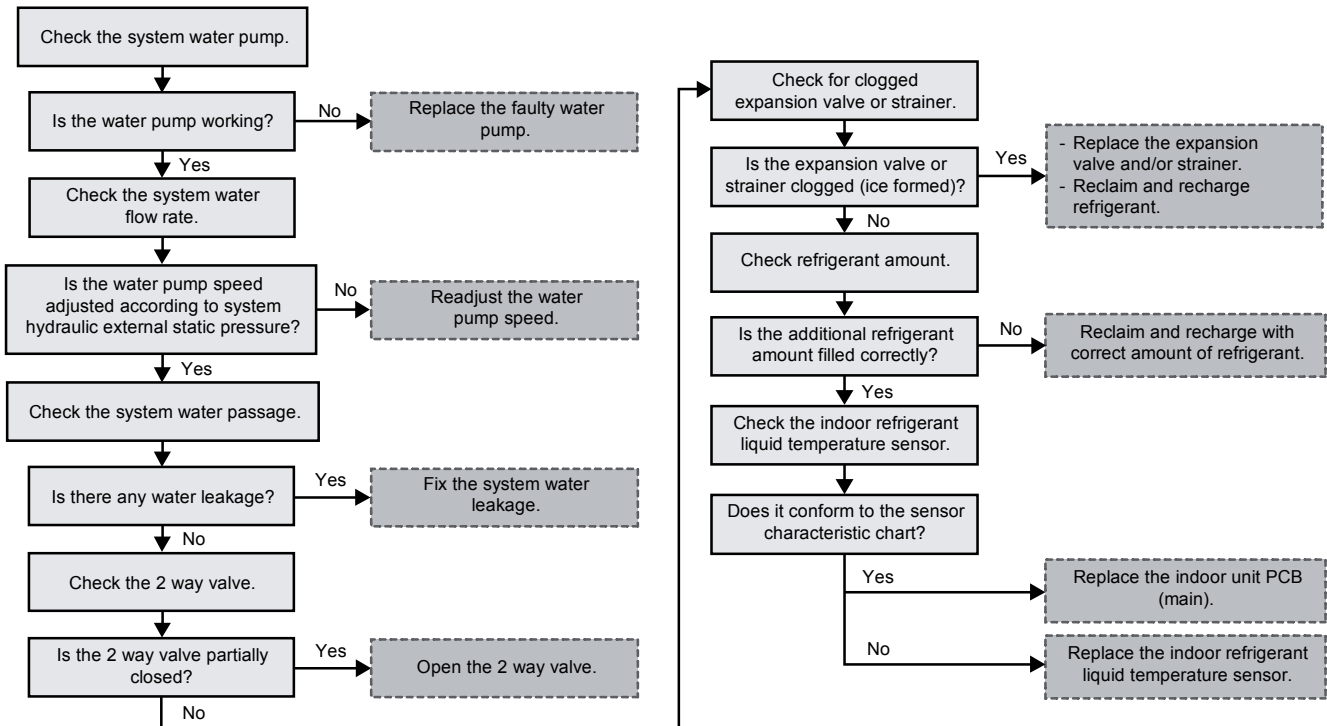 Check the system water pump.
Is the water pump working?
No
Replace the faulty water
pump.
Yes
Check the system water
flow rate.
Is the water pump speed
adjusted according to system
hydraulic external static pressure?
No
Readjust the water
pump speed.
Yes
Check the system water passage.
Is there any water leakage?
Yes
Fix the system water
leakage.
No
Check the 2 way valve.
Is the 2 way valve partially
closed?
Yes
Open the 2 way valve.
No
Check for clogged
expansion valve or strainer.
Is the expansion valve or
strainer clogged (ice formed)?
Yes
- Replace the expansion
valve and/or strainer.
- Reclaim and recharge
refrigerant.
No
Check refrigerant amount.
Is the additional refrigerant
amount filled correctly?
No
Reclaim and recharge with
correct amount of refrigerant.
Yes
Check the indoor refrigerant
liquid temperature sensor.
Does it conform to the sensor
characteristic chart?
Yes
Replace the indoor unit PCB
(main).
No
Replace the indoor refrigerant
liquid temperature sensor.